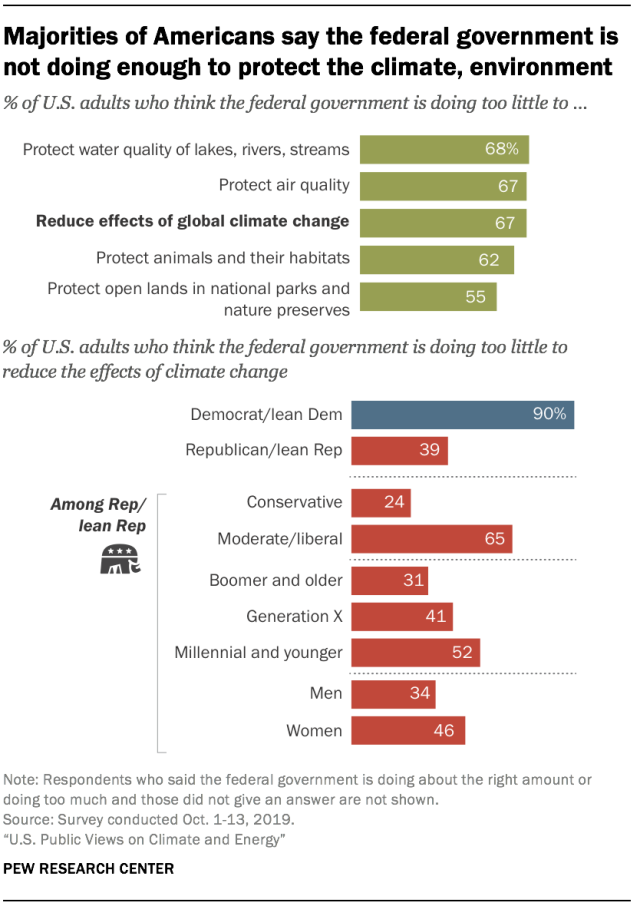 Majorities of Americans say the federal government is
not doing enough to protect the climate, environment
% of U.S. adults who think the federal government is doing too little to ...
Protect water quality of lakes, rivers, streams 68%
Protect air quality 67
Reduce effects of global climate change 67
Protect animals and their habitats 62
Protect open lands in national parks and
nature preserves 55
% of U.S. adults who think the federal government is doing too little to
reduce the effects of climate change
Democrat/lean Dem 90%
Republican/lean Rep 39
Among Rep/
lean Rep
Conservative 24
Moderate/liberal 65
Boomer and older 31
Generation X 41
Millennial and younger 52
Men 34
Women 46
Note: Respondents who said the federal government is doing about the right amount or
doing too much and those did not give an answer are not shown.
Source: Survey conducted Oct. 1-13, 2019.
“U.S. Public Views on Climate and Energy”
PEW RESEARCH CENTER